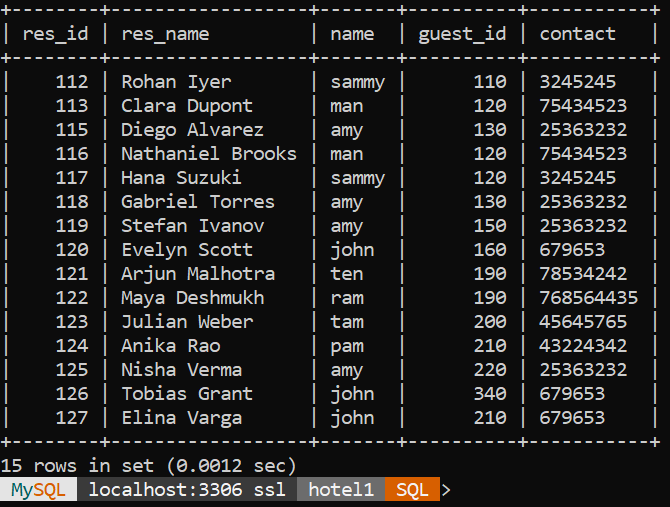 +--------+------------------+-------+----------+-----------+
| res_id | res_name         | name  | guest_id | contact   |
+--------+------------------+-------+----------+-----------+
|    112 | Rohan Iyer       | sammy |      110 | 3245245   |
|    113 | Clara Dupont     | man   |      120 | 75434523  |
|    115 | Diego Alvarez    | amy   |      130 | 25363232  |
|    116 | Nathaniel Brooks | man   |      120 | 75434523  |
|    117 | Hana Suzuki      | sammy |      120 | 3245245   |
|    118 | Gabriel Torres   | amy   |      130 | 25363232  |
|    119 | Stefan Ivanov    | amy   |      150 | 25363232  |
|    120 | Evelyn Scott     | john  |      160 | 679653    |
|    121 | Arjun Malhotra   | ten   |      190 | 78534242  |
|    122 | Maya Deshmukh    | ram   |      190 | 768564435 |
|    123 | Julian Weber     | tam   |      200 | 45645765  |
|    124 | Anika Rao        | pam   |      210 | 43224342  |
|    125 | Nisha Verma      | amy   |      220 | 25363232  |
|    126 | Tobias Grant     | john  |      340 | 679653    |
|    127 | Elina Varga      | john  |      210 | 679653    |
+--------+------------------+-------+----------+-----------+
15 rows in set (0.0012 sec)
MySQL localhost:3306 ssl hotel1 SQL >